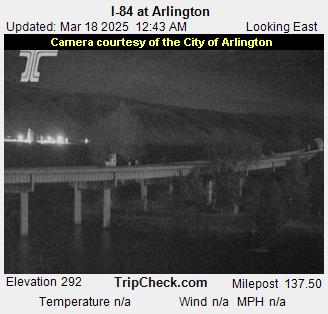 I-84 at Arlington
Updated: Mar 18 2025 12:43 AM Looking East
Camera courtesy of the City of Arlington
Elevation 292 TripCheck.com Milepost 137.50
Temperature n/a Wind n/a MPH n/a